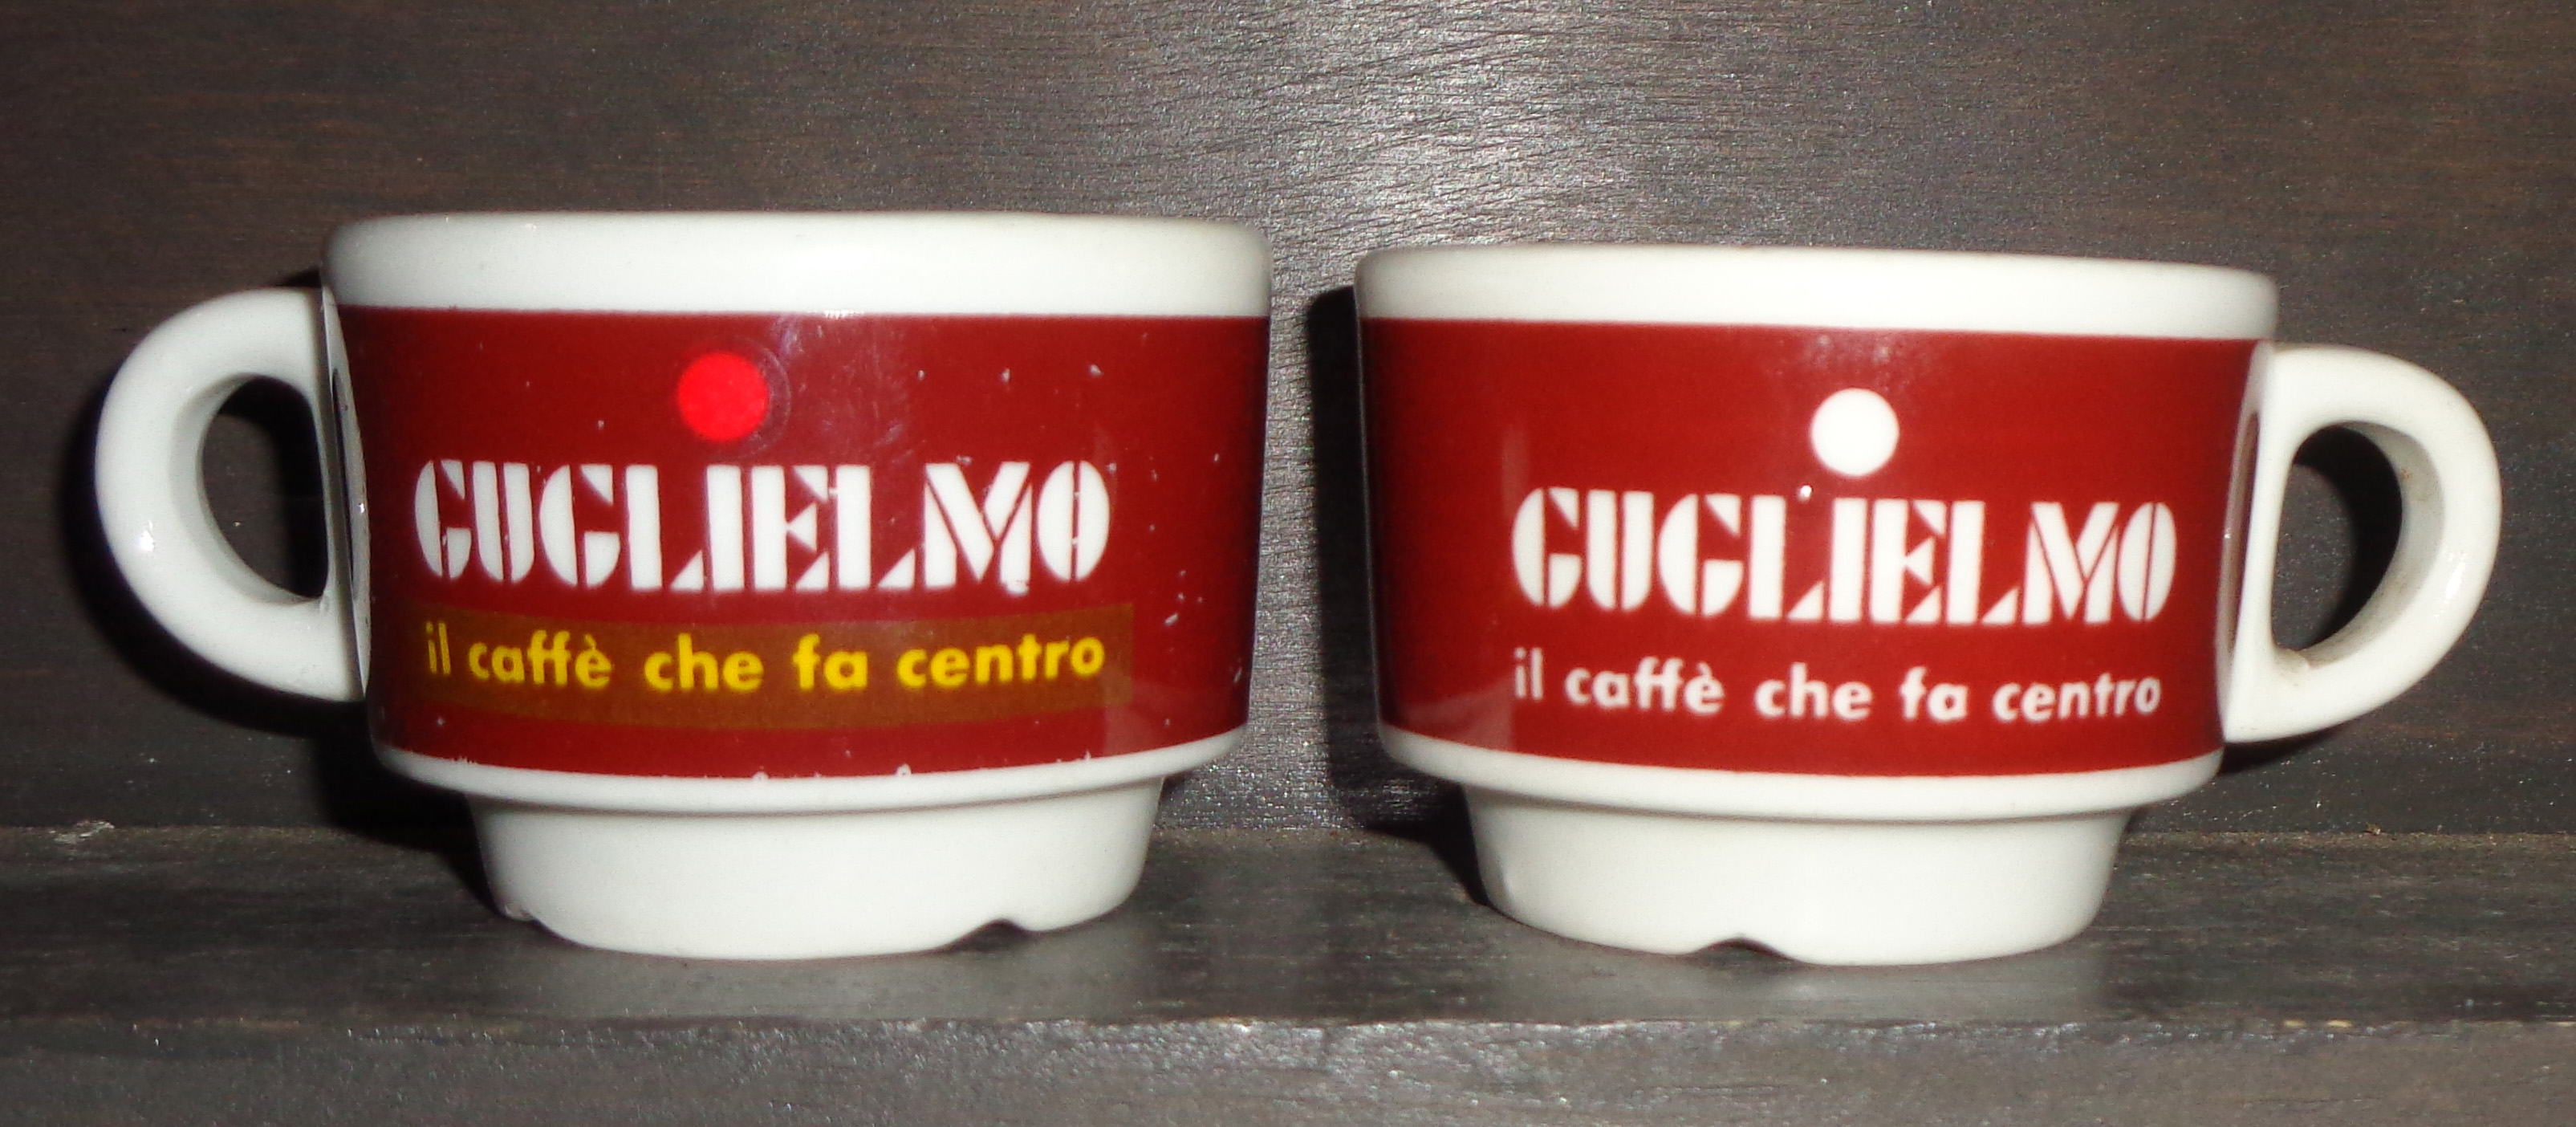 GUGLIELMO
il caffè che fa centro
GUGLIELMO
il caffè che fa centro